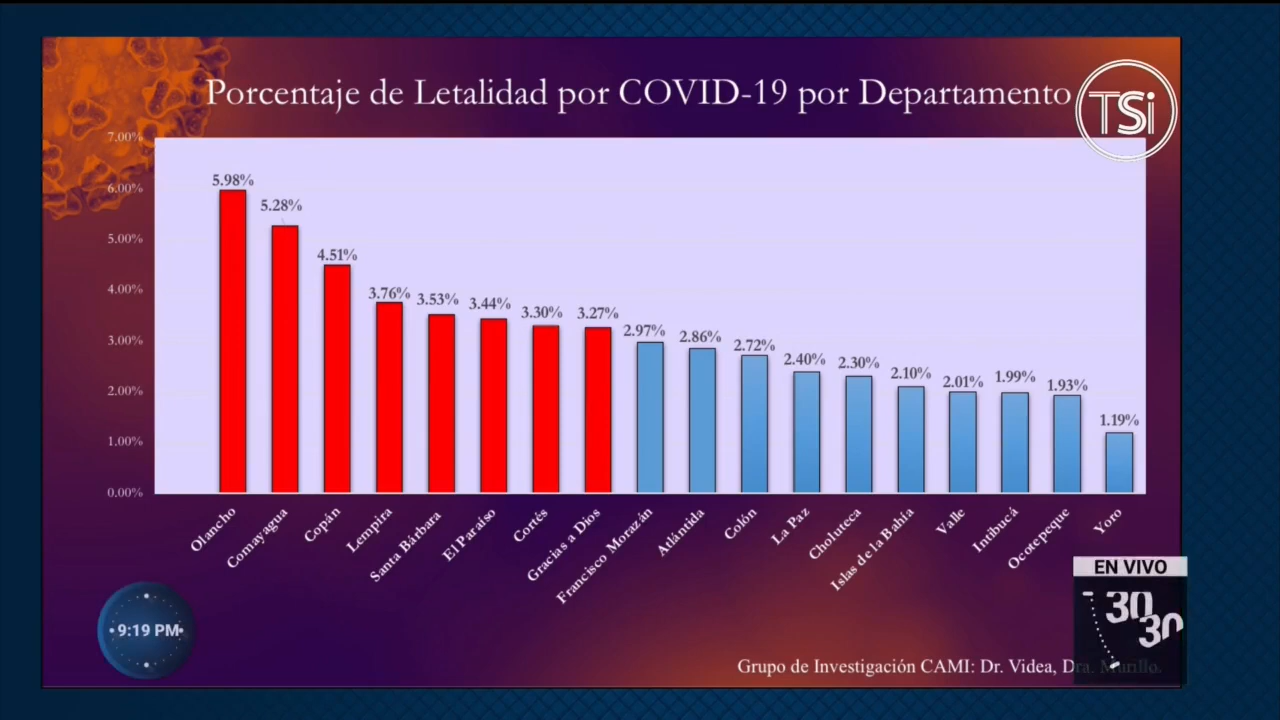 Porcentaje de Letalidad por COVID-19 por Departamento
TSi
7.00%
6.00%
5.00%
4.00%
3.00%
2.00%
1.00%
0.00%
5.98%
5.28%
4.51%
3.76%
3.53%
3.44%
3.30%
3.27%
2.97%
2.86%
2.72%
2.40%
2.30%
2.10%
2.01%
1.99%
1.93%
1.19%
Olancho
Comayagua
Copán
Lempira
Santa Bárbara
El Paraíso
Cortés
Gracias a Dios
Francisco Morazán
Atlántida
Colón
La Paz
Choluteca
Islas de la Bahía
Valle
Intibucá
Ocotepeque
Yoro
EN VIVO
30
30
9:19 PM
Grupo de Investigación CAMI: Dr. Videa, Dra. Murillo.